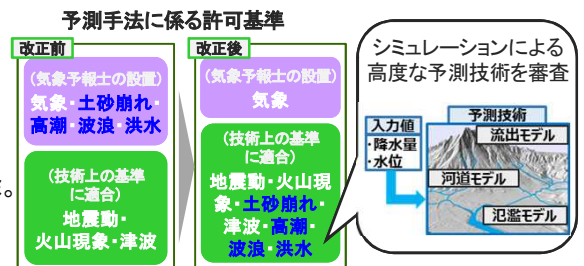 予測手法に係る許可基準
改正前
(気象予報士の設置)
気象・土砂崩れ・
高潮・波浪・洪水
(技術上の基準
に適合)
地震動・
火山現象・津波
改正後
(気象予報士の設置)
気象
(技術上の基準
に適合)
地震動・火山現
象・土砂崩れ・
津波・高潮・
波浪・洪水
シミュレーションによる
高度な予測技術を審査
入力値
・降水量
・水位
予測技術
流出モデル
河道モデル
氾濫モデル
。